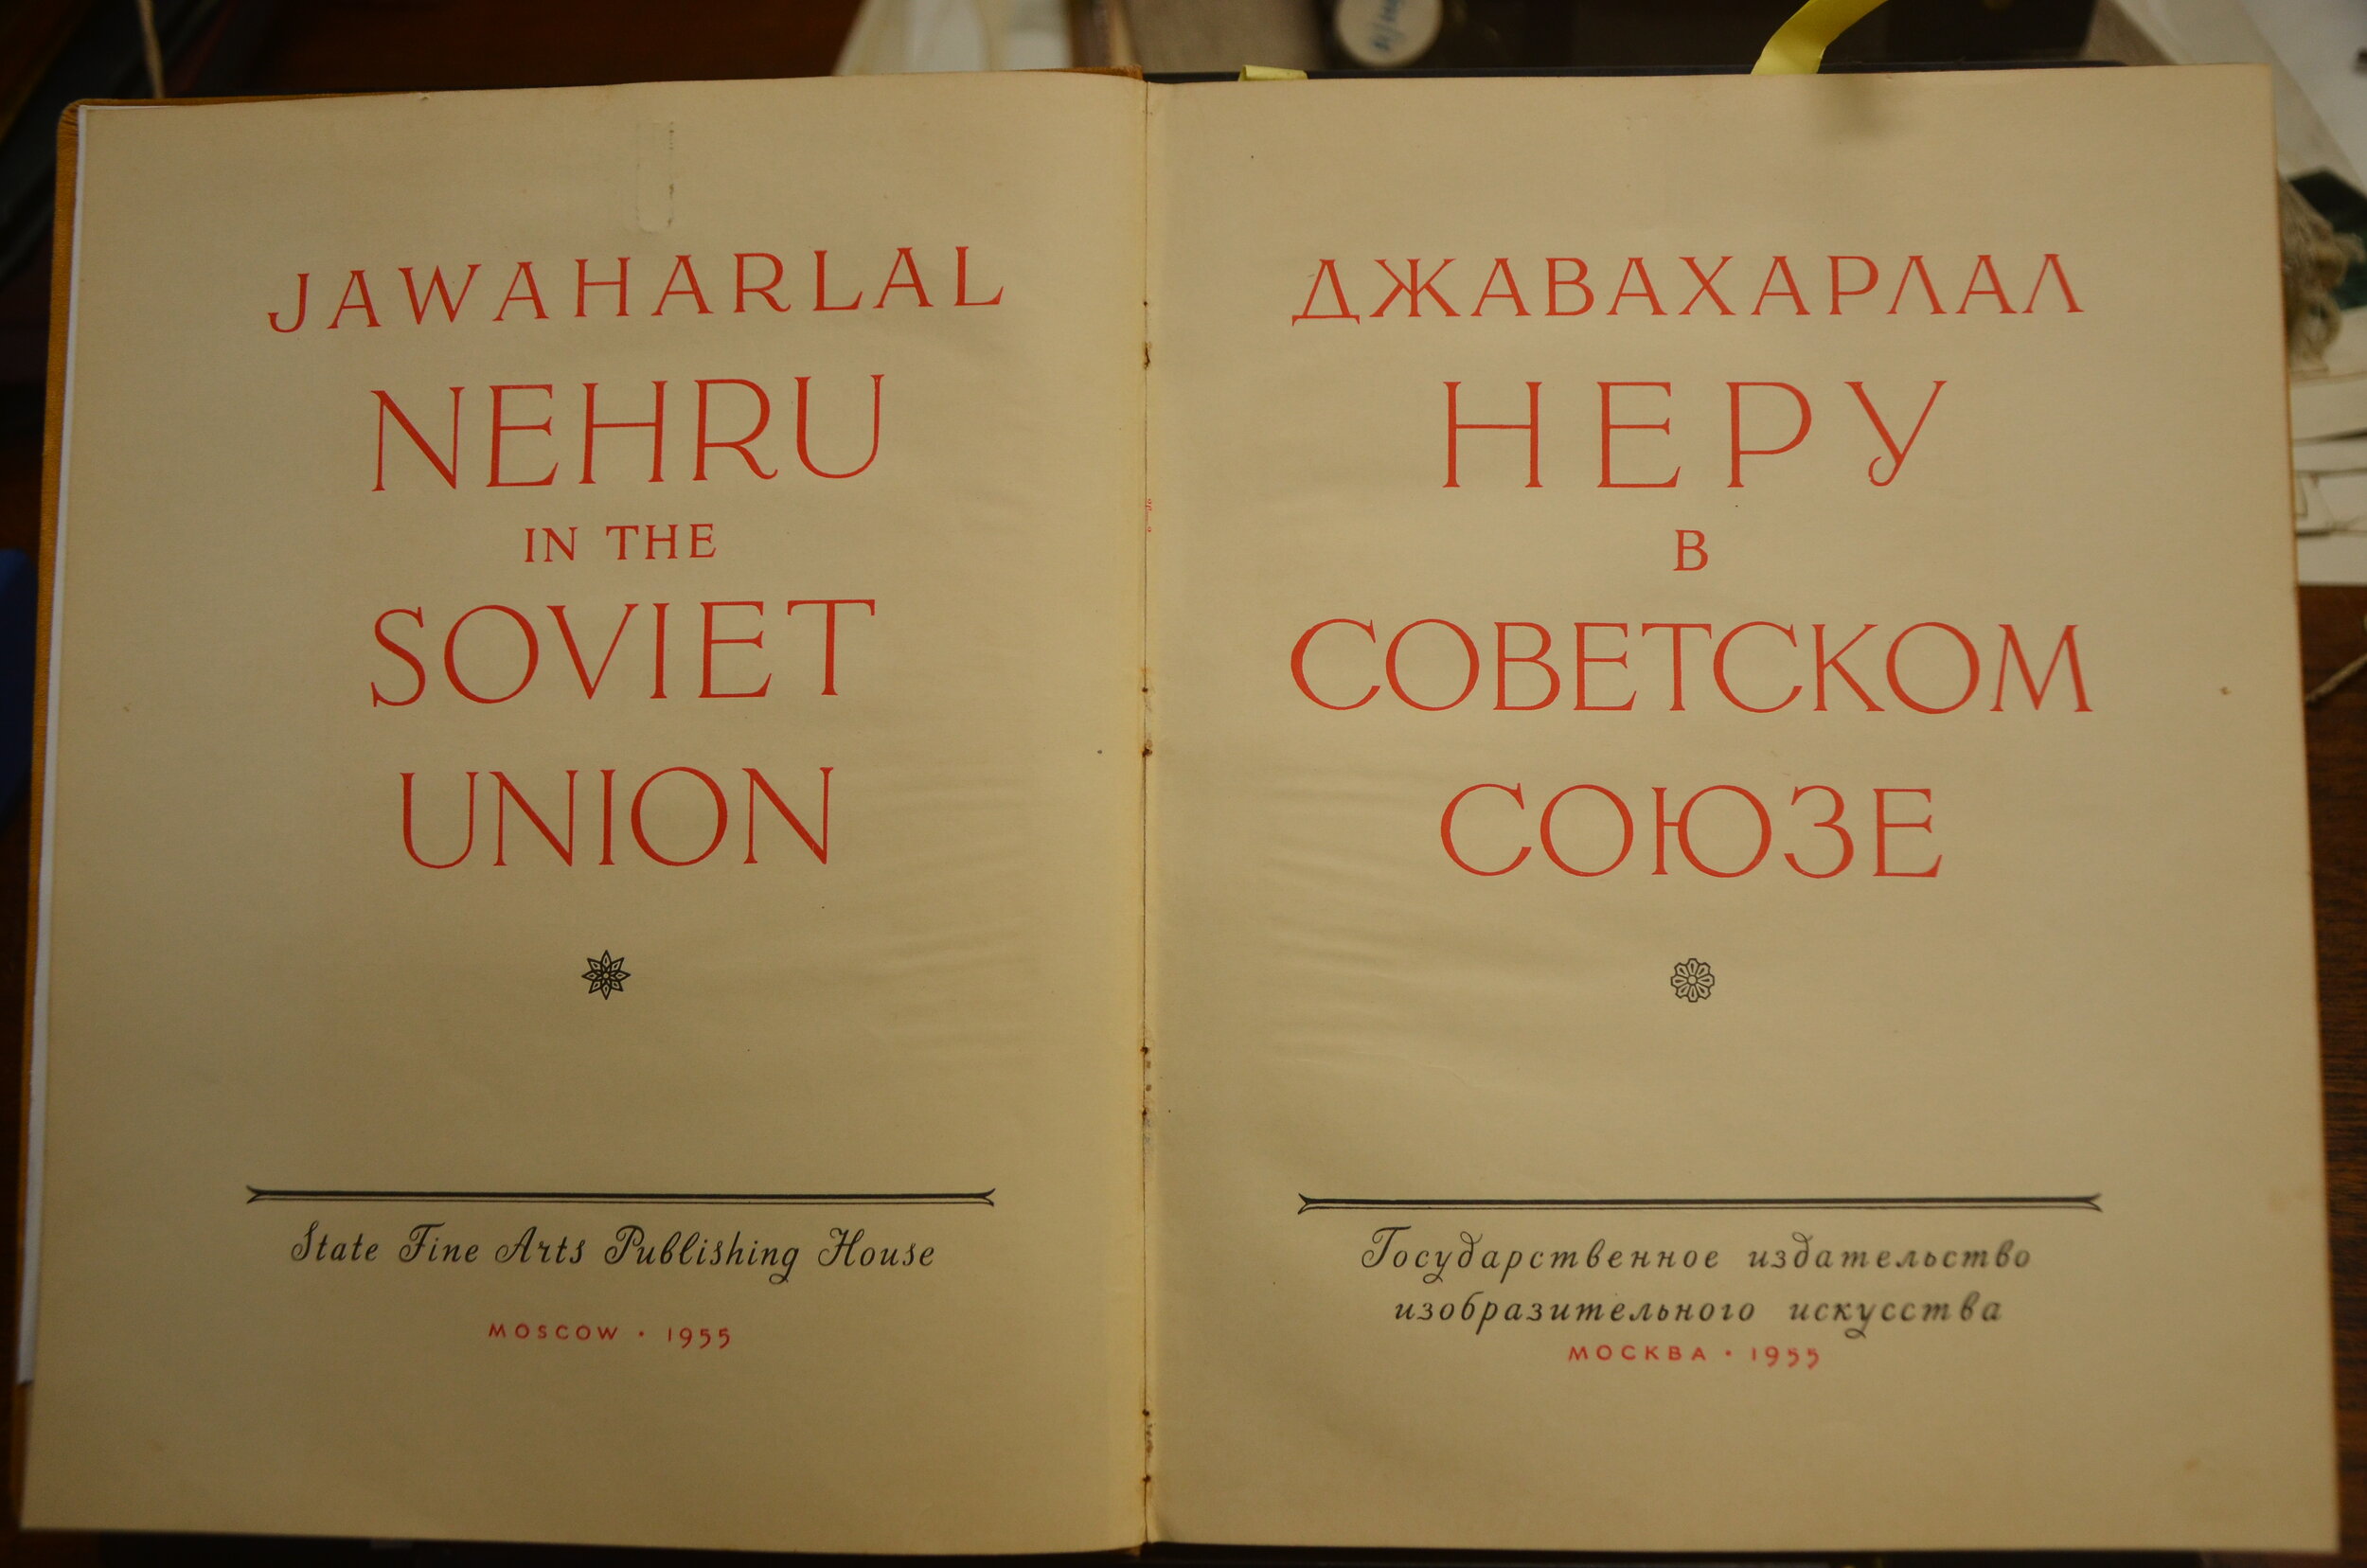 JAWAHARLAL
NEHRU
IN THE
SOVIET
UNION
State Fine Arts Publishing House
MOSCOW · 1955
ДЖАВАХАРЛАЛ
НЕРУ
В
СОВЕТСКОМ
СОЮЗЕ
Государственное издательство
изобразительного искусства
МОСКВА · 1955